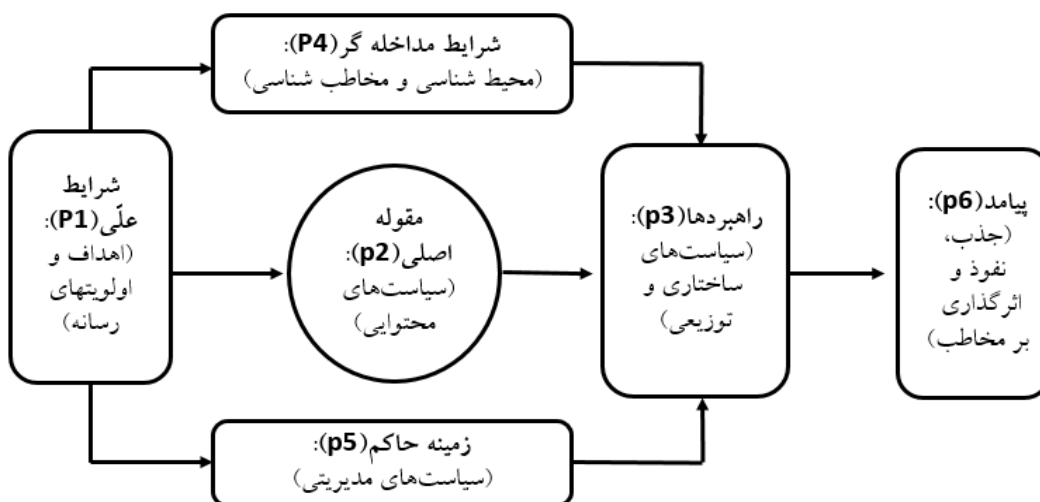 شرایط مداخله گر(P4):
(محیط شناسی و مخاطب شناسی)
شرایط
علّی(P1):
(اهداف و
اولویتهای
رسانه)
مقوله
اصلی(p2):
(سیاست‌های
محتوایی)
راهبردها(p3):
(سیاست‌های
ساختاری و
توزیعی)
پیامد(p6):
(جذب،
نفوذ و
اثرگذاری
بر مخاطب)
زمینه حاکم(p5):
(سیاست‌های مدیریتی)